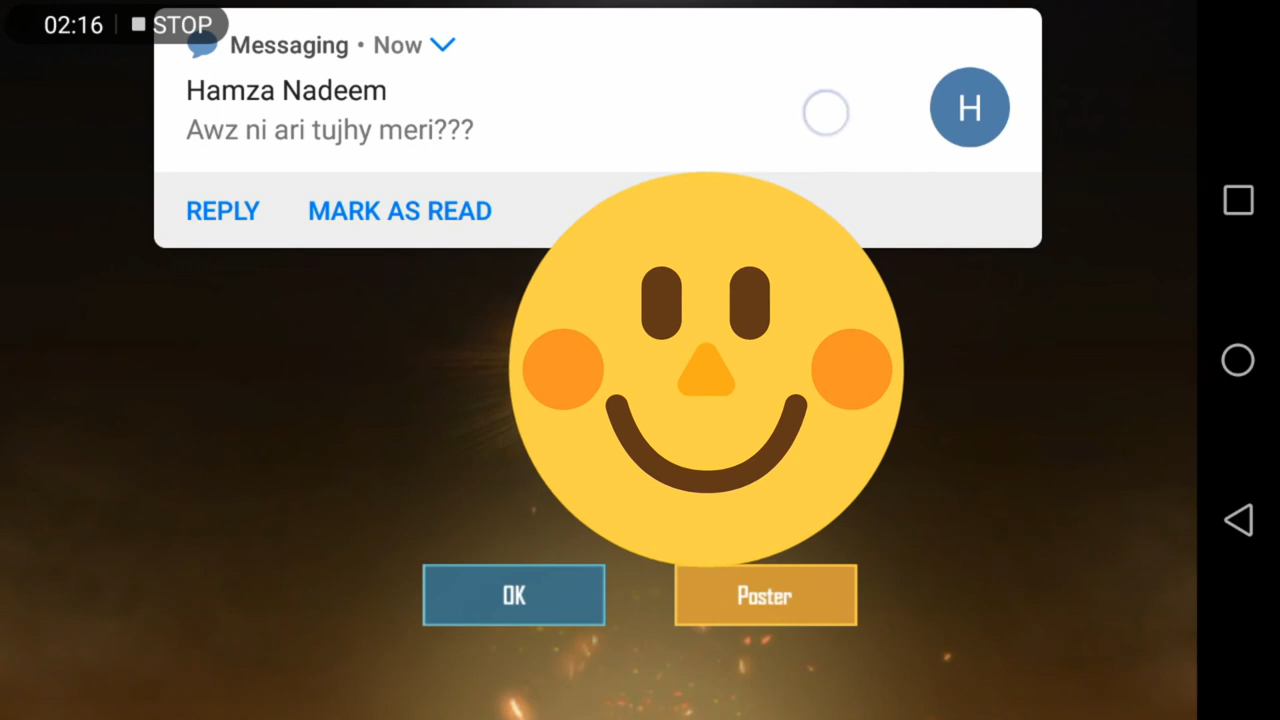 02:16 STOP
Messaging • Now
Hamza Nadeem
Awz ni ari tujhy meri???
H
REPLY MARK AS READ
OK Poster